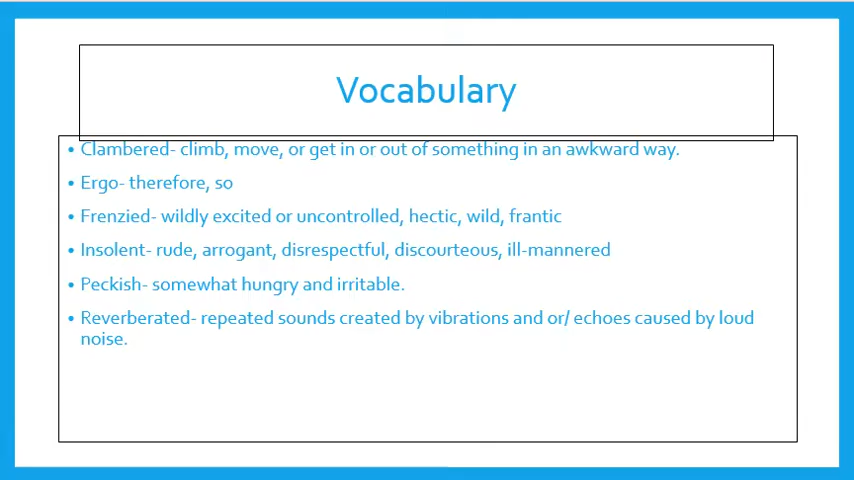 Vocabulary
• Clambered- climb, move, or get in or out of something in an awkward way.
• Ergo- therefore, so
• Frenzied- wildly excited or uncontrolled, hectic, wild, frantic
• Insolent- rude, arrogant, disrespectful, discourteous, ill-mannered
• Peckish- somewhat hungry and irritable.
• Reverberated- repeated sounds created by vibrations and or/ echoes caused by loud
noise.